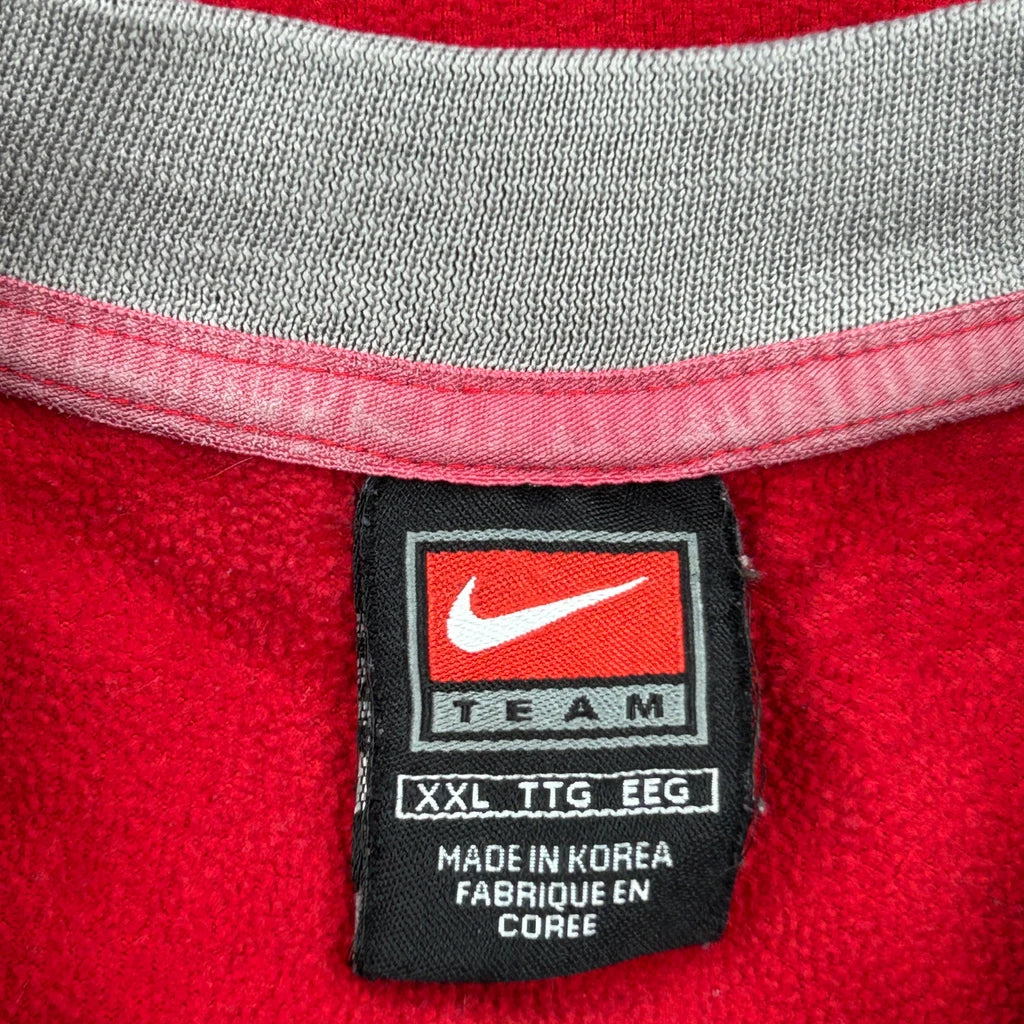 TEAM
XXL TTG EEG
MADE IN KOREA
FABRIQUE EN
COREE